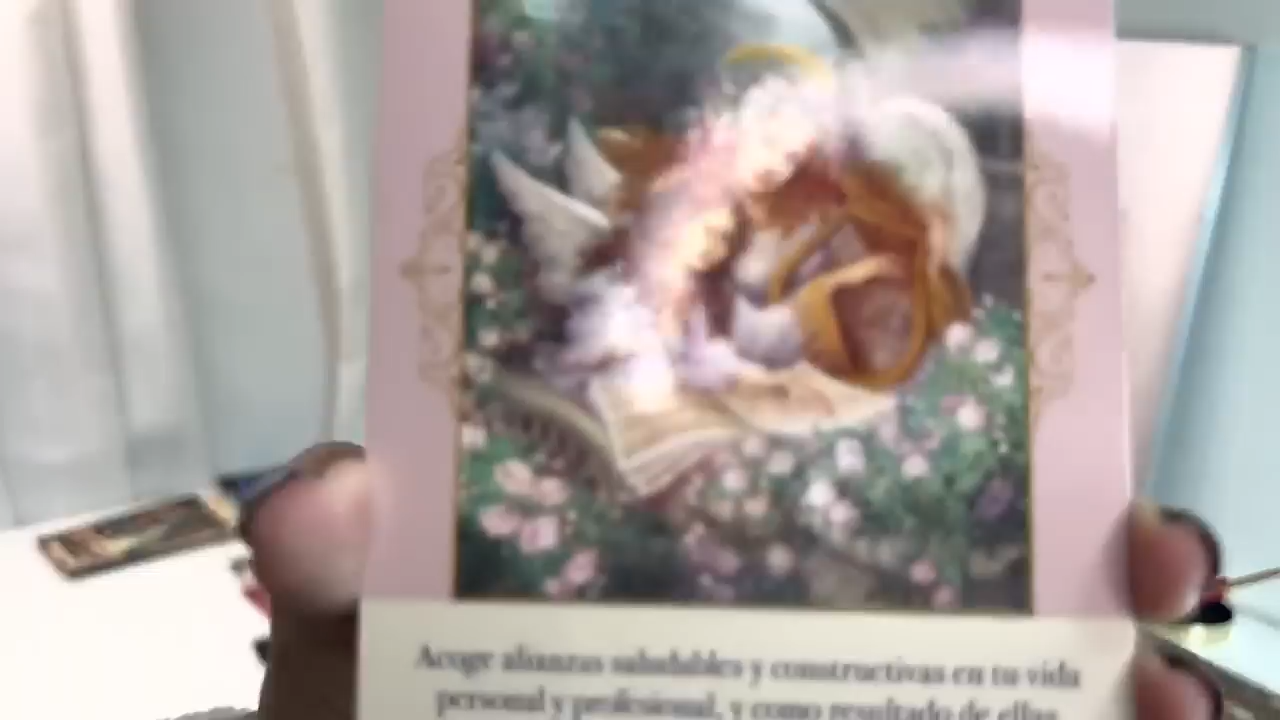 Acoge alianzas saludables y constructivas en tu vida
personal y profesional, y como resultado de ellas